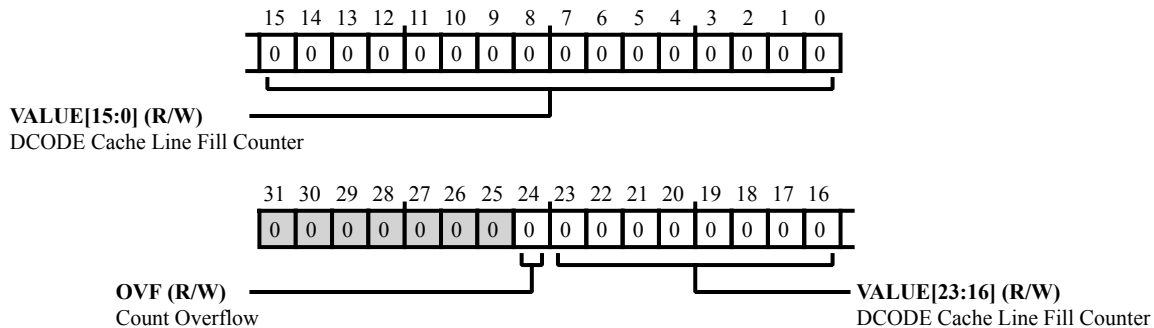 15 14 13 12 11 10 9 8 7 6 5 4 3 2 1 0
0 0 0 0 0 0 0 0 0 0 0 0 0 0 0 0
VALUE[15:0] (R/W)
DCODE Cache Line Fill Counter
31 30 29 28 27 26 25 24 23 22 21 20 19 18 17 16
0 0 0 0 0 0 0 0 0 0 0 0 0 0 0 0
OVF (R/W)
Count Overflow
VALUE[23:16] (R/W)
DCODE Cache Line Fill Counter